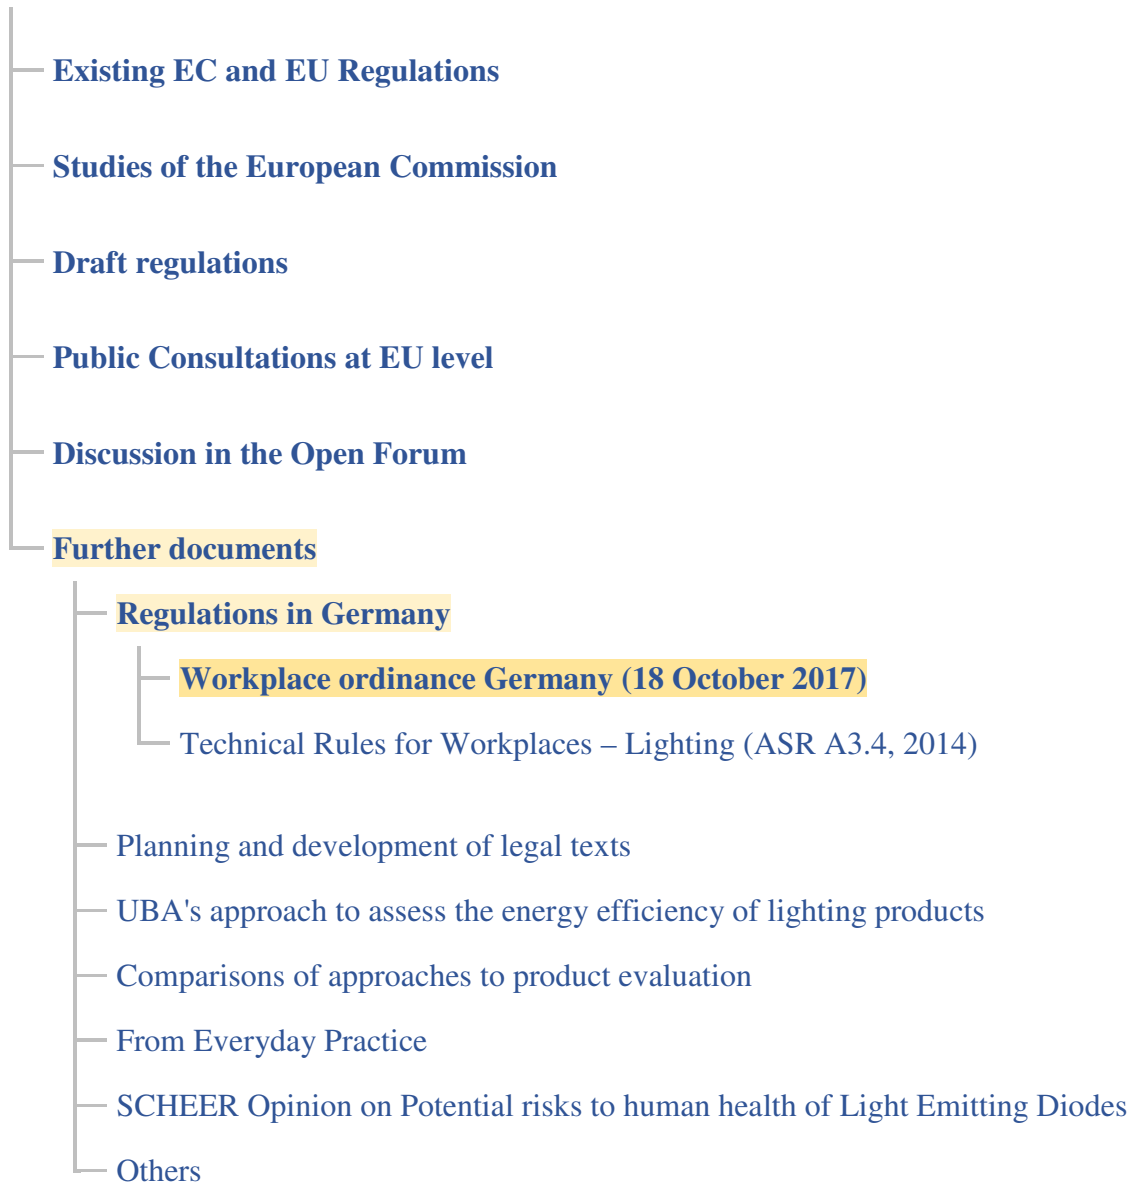 Existing EC and EU Regulations
Studies of the European Commission
Draft regulations
Public Consultations at EU level
Discussion in the Open Forum
Further documents
Regulations in Germany
Workplace ordinance Germany (18 October 2017)
Technical Rules for Workplaces – Lighting (ASR A3.4, 2014)
Planning and development of legal texts
UBA's approach to assess the energy efficiency of lighting products
Comparisons of approaches to product evaluation
From Everyday Practice
SCHEER Opinion on Potential risks to human health of Light Emitting Diodes
Others